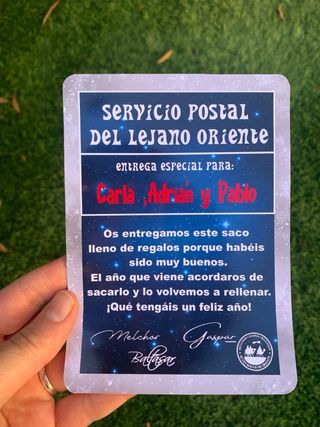 SERVICIO POSTAL
DEL LEJANO ORIENTE
ENTREGA ESPECIAL PARA:
Carla ,Adrián y Pablo
Os entregamos este saco
lleno de regalos porque habéis
sido muy buenos.
El año que viene acordaros de
sacarlo y lo volvemos a rellenar.
¡Qué tengáis un feliz año!
Melchor Gaspar
Baltasar